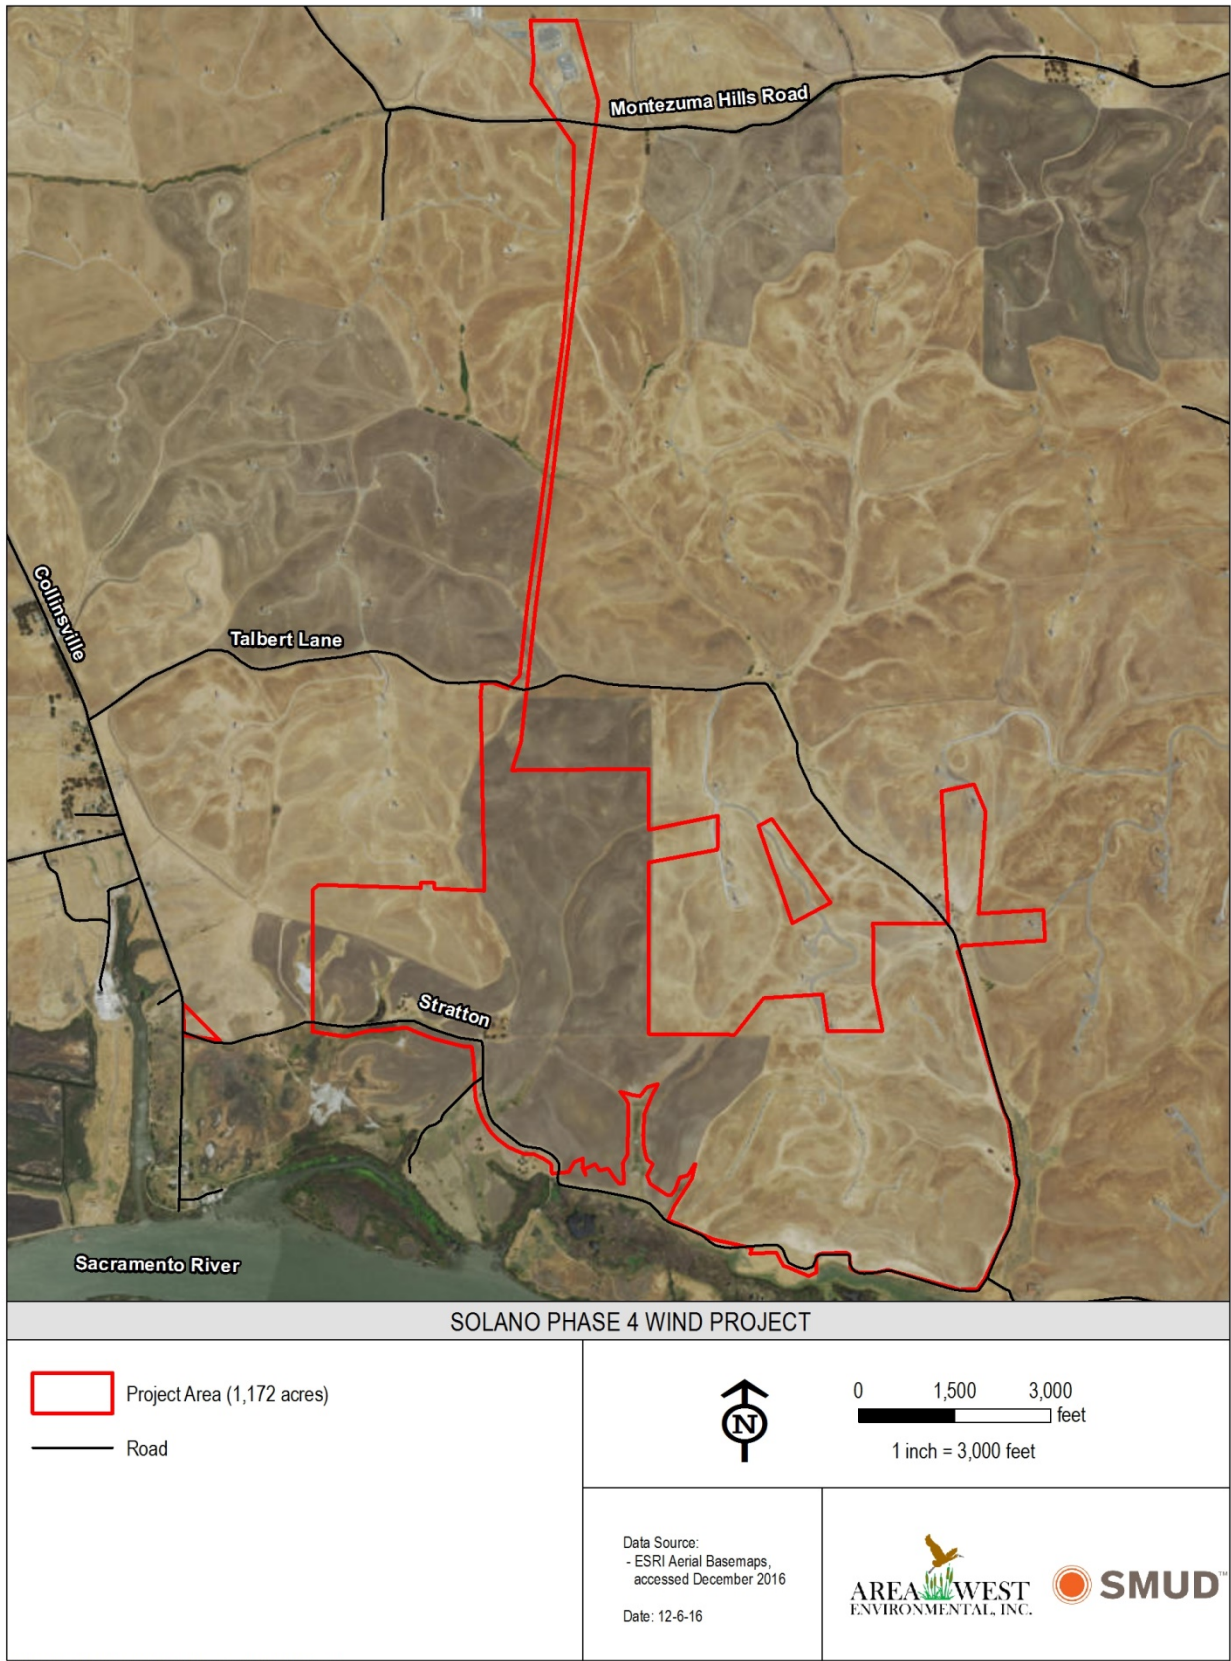 Montezuma Hills Road
Collinsville
Talbert Lane
Stratton
Sacramento River
SOLANO PHASE 4 WIND PROJECT
Project Area (1,172 acres)
Road
N
0 1,500 3,000
feet
1 inch = 3,000 feet
Data Source:
- ESRI Aerial Basemaps,
accessed December 2016
Date: 12-6-16
AREA WEST
ENVIRONMENTAL, INC.
SMUD™